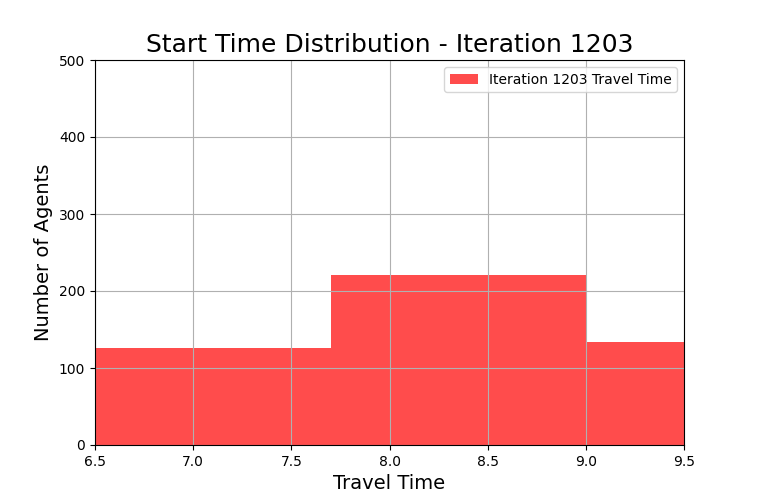 Start Time Distribution - Iteration 1203
500
Iteration 1203 Travel Time
400
300
200
100
0
Number of Agents
6.5 7.0 7.5 8.0 8.5 9.0 9.5
Travel Time